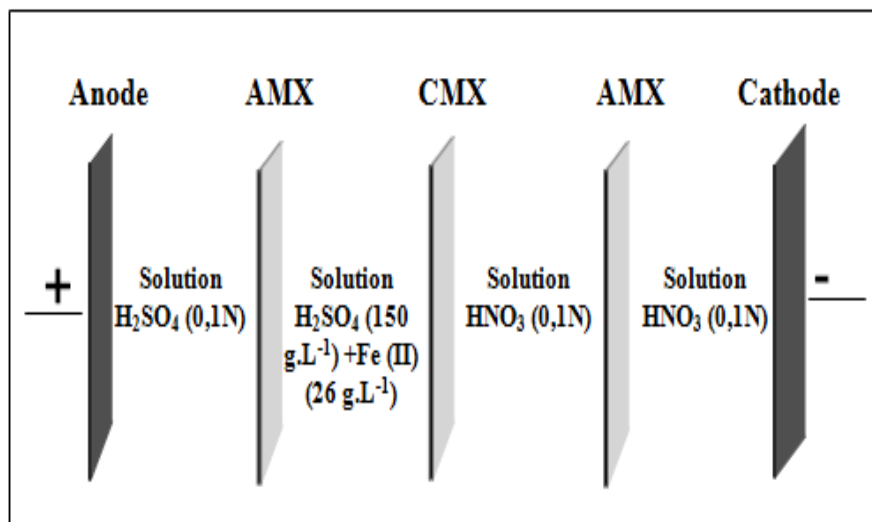 Anode AMX CMX AMX Cathode
+ Solution Solution Solution Solution -
H₂SO₄ (0,1N) H₂SO₄ (150 HNO₃ (0,1N) HNO₃ (0,1N)
g.L⁻¹) +Fe (II)
(26 g.L⁻¹)